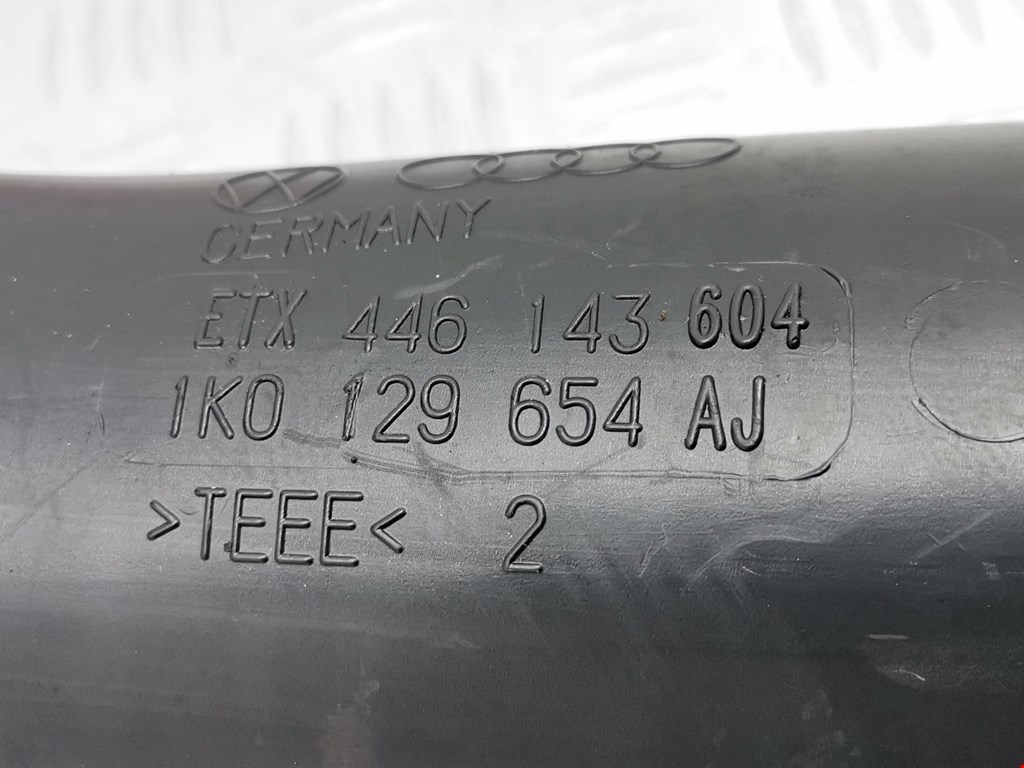 GERMANY
ETX 446 143 604
1K0 129 654 AJ
>TEEE< 2